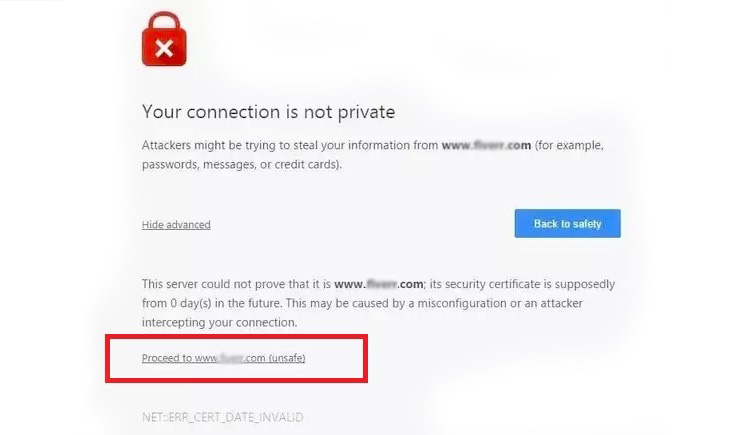 Your connection is not private
Attackers might be trying to steal your information from www. .com (for example,
passwords, messages, or credit cards).
Hide advanced
Back to safety
This server could not prove that it is www. .com; its security certificate is supposedly
from 0 day(s) in the future. This may be caused by a misconfiguration or an attacker
intercepting your connection.
Proceed to www. .com (unsafe)
NET::ERR_CERT_DATE_INVALID